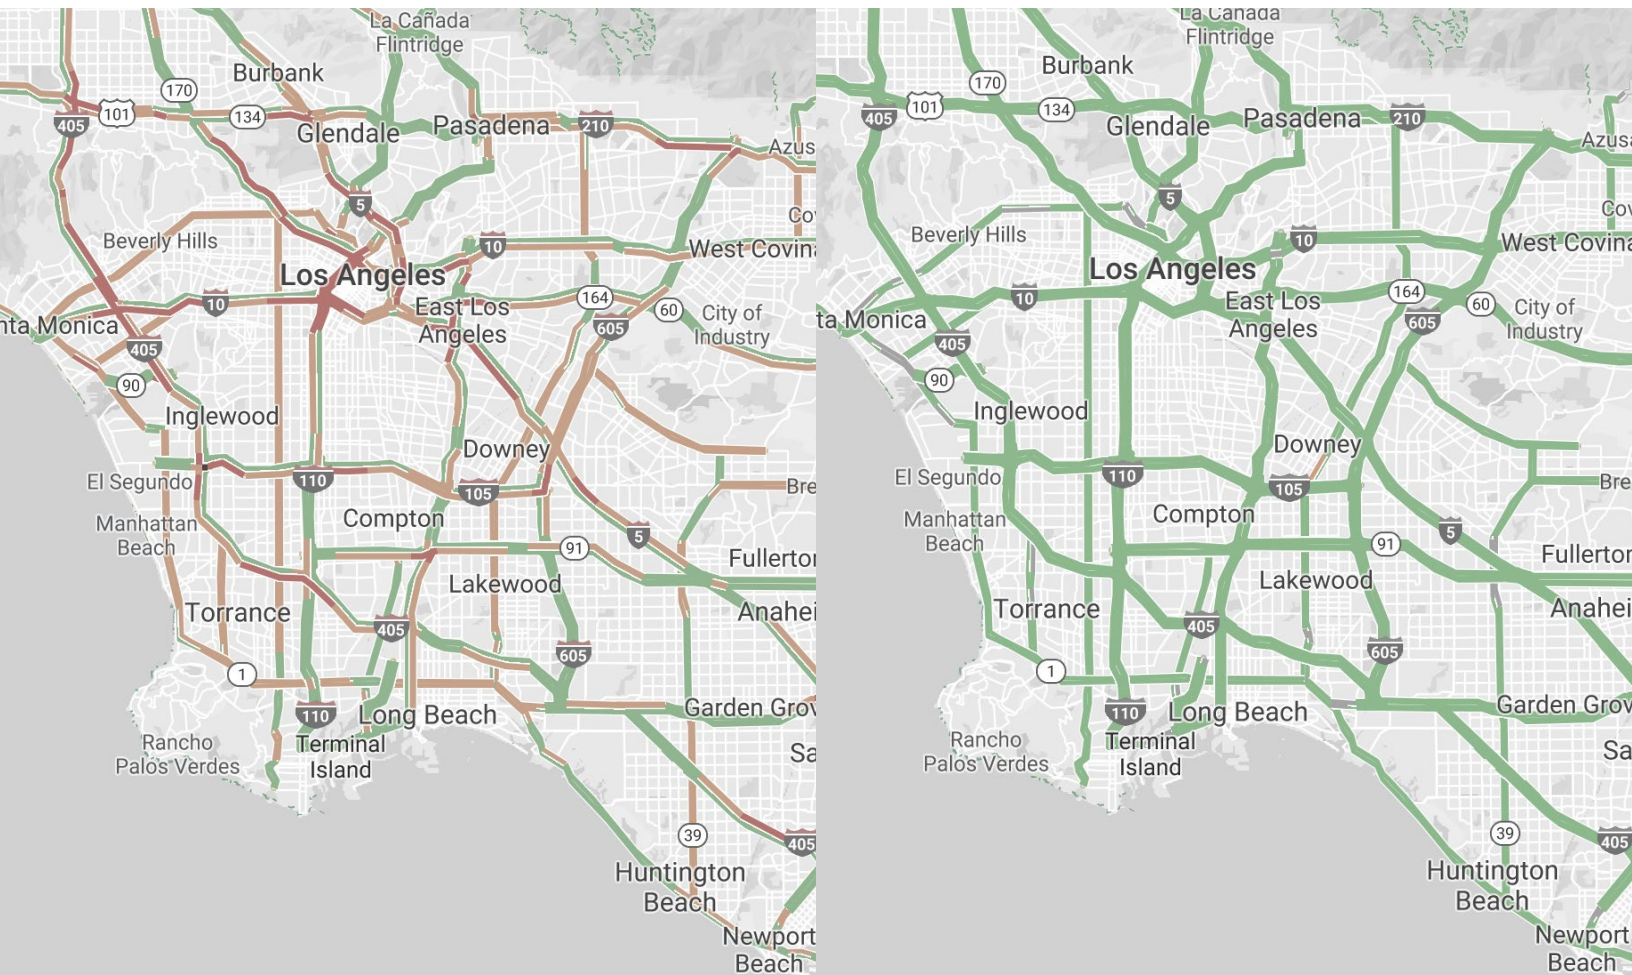 La Cañada
Flintridge
Burbank
170
101
134
405
Glendale
Pasadena
210
Azus
5
Cov
Beverly Hills
10
West Covina
Los Angeles
10
East Los
Angeles
164
60
City of
Industry
605
nta Monica
405
90
Inglewood
Downey
El Segundo
110
105
Bre
Manhattan
Beach
Compton
5
91
Fullerton
Lakewood
Torrance
Anahei
405
605
1
110
Long Beach
Garden Grov
Rancho
Palos Verdes
Terminal
Island
Sa
39
405
Huntington
Beach
Newport
Beach
La Cañada
Flintridge
Burbank
170
101
134
405
Glendale
Pasadena
210
Azusa
5
Cov
Beverly Hills
10
West Covina
Los Angeles
10
East Los
Angeles
164
60
City of
Industry
605
ta Monica
405
90
Inglewood
Downey
El Segundo
110
105
Bre
Manhattan
Beach
Compton
5
91
Fullerton
Lakewood
Torrance
Anahei
405
605
1
110
Long Beach
Garden Grov
Rancho
Palos Verdes
Terminal
Island
Sa
39
405
Huntington
Beach
Newport
Beach